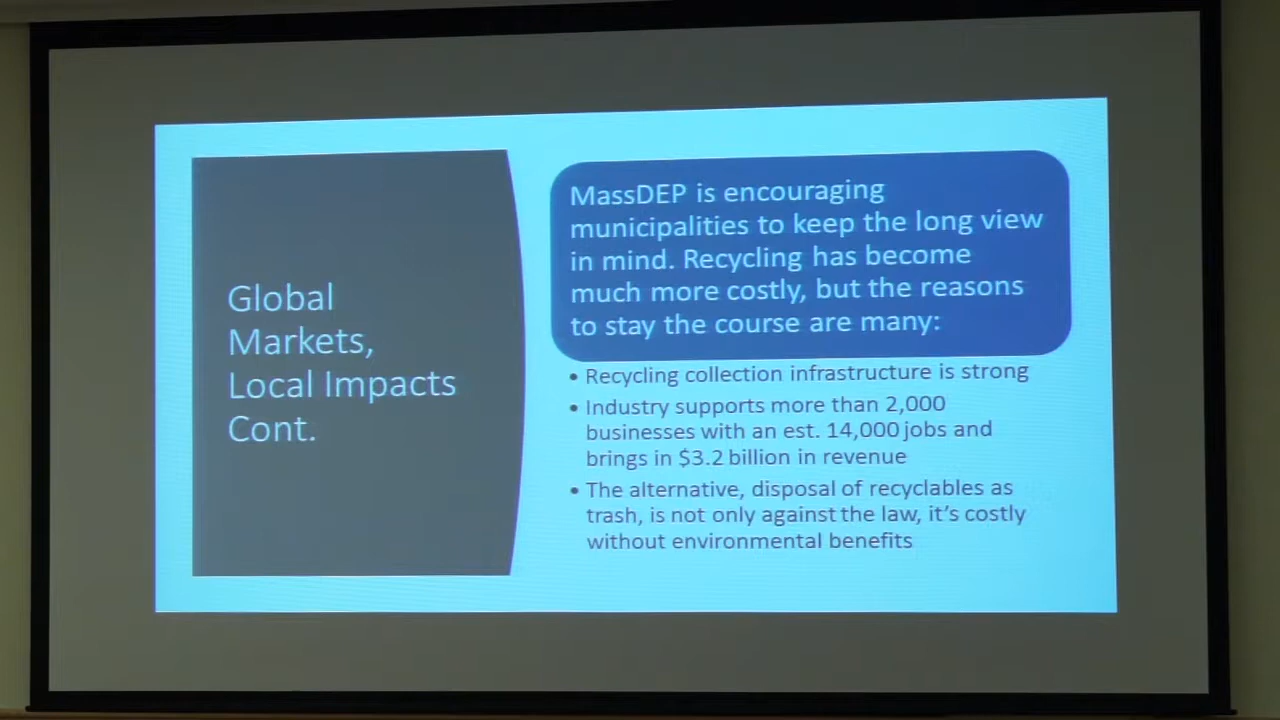 Global
Markets,
Local Impacts
Cont.
MassDEP is encouraging
municipalities to keep the long view
in mind. Recycling has become
much more costly, but the reasons
to stay the course are many:
• Recycling collection infrastructure is strong
• Industry supports more than 2,000
businesses with an est. 14,000 jobs and
brings in $3.2 billion in revenue
• The alternative, disposal of recyclables as
trash, is not only against the law, it's costly
without environmental benefits